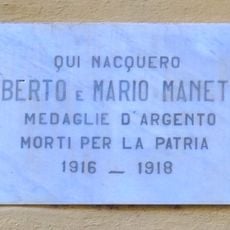 QUI NACQUERO
BERTO E MARIO MANET
MEDAGLIE D'ARGENTO
MORTI PER LA PATRIA
1916 — 1918